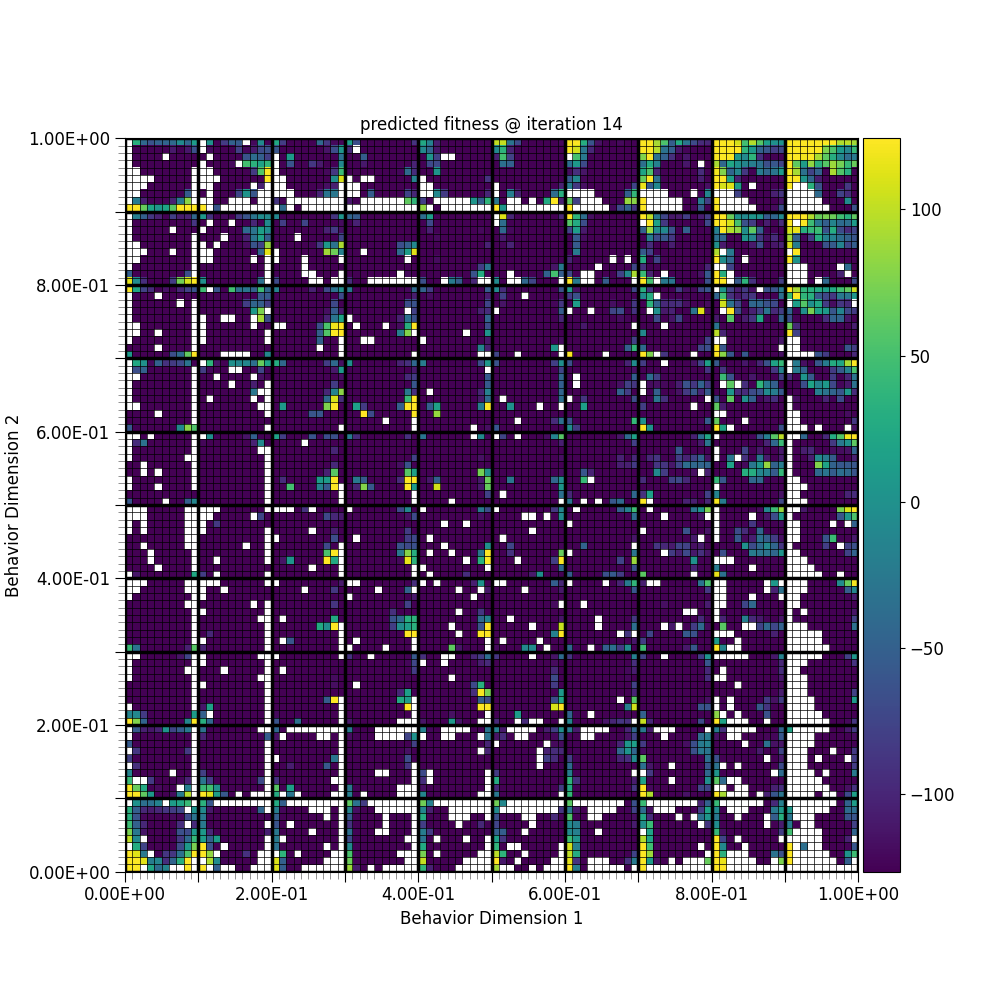 predicted fitness @ iteration 14
1.00E+00
8.00E-01
6.00E-01
4.00E-01
2.00E-01
0.00E+00
Behavior Dimension 2
0.00E+00 2.00E-01 4.00E-01 6.00E-01 8.00E-01 1.00E+00
Behavior Dimension 1
100
50
0
−50
−100